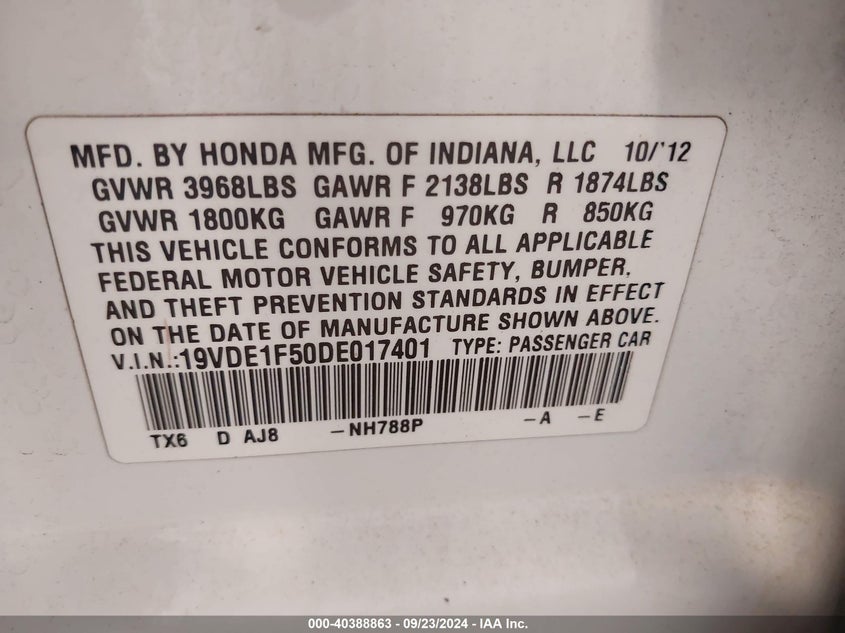 MFD. BY HONDA MFG. OF INDIANA, LLC 10/'12
GVWR 3968LBS GAWR F 2138LBS R 1874LBS
GVWR 1800KG GAWR F 970KG R 850KG
THIS VEHICLE CONFORMS TO ALL APPLICABLE
FEDERAL MOTOR VEHICLE SAFETY, BUMPER,
AND THEFT PREVENTION STANDARDS IN EFFECT
ON THE DATE OF MANUFACTURE SHOWN ABOVE.
V.I.N.:19VDE1F50DE017401 TYPE: PASSENGER CAR
TX6 D AJ8 -NH788P -A -E
000-40388863 - 09/23/2024 - IAA Inc.